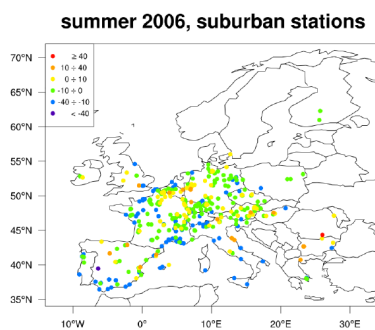 summer 2006, suburban stations
70°N
≥ 40
10 ÷ 40
0 ÷ 10
-10 ÷ 0
-40 ÷ -10
< -40
65°N
60°N
55°N
50°N
45°N
40°N
35°N
10°W 0° 10°E 20°E 30°E